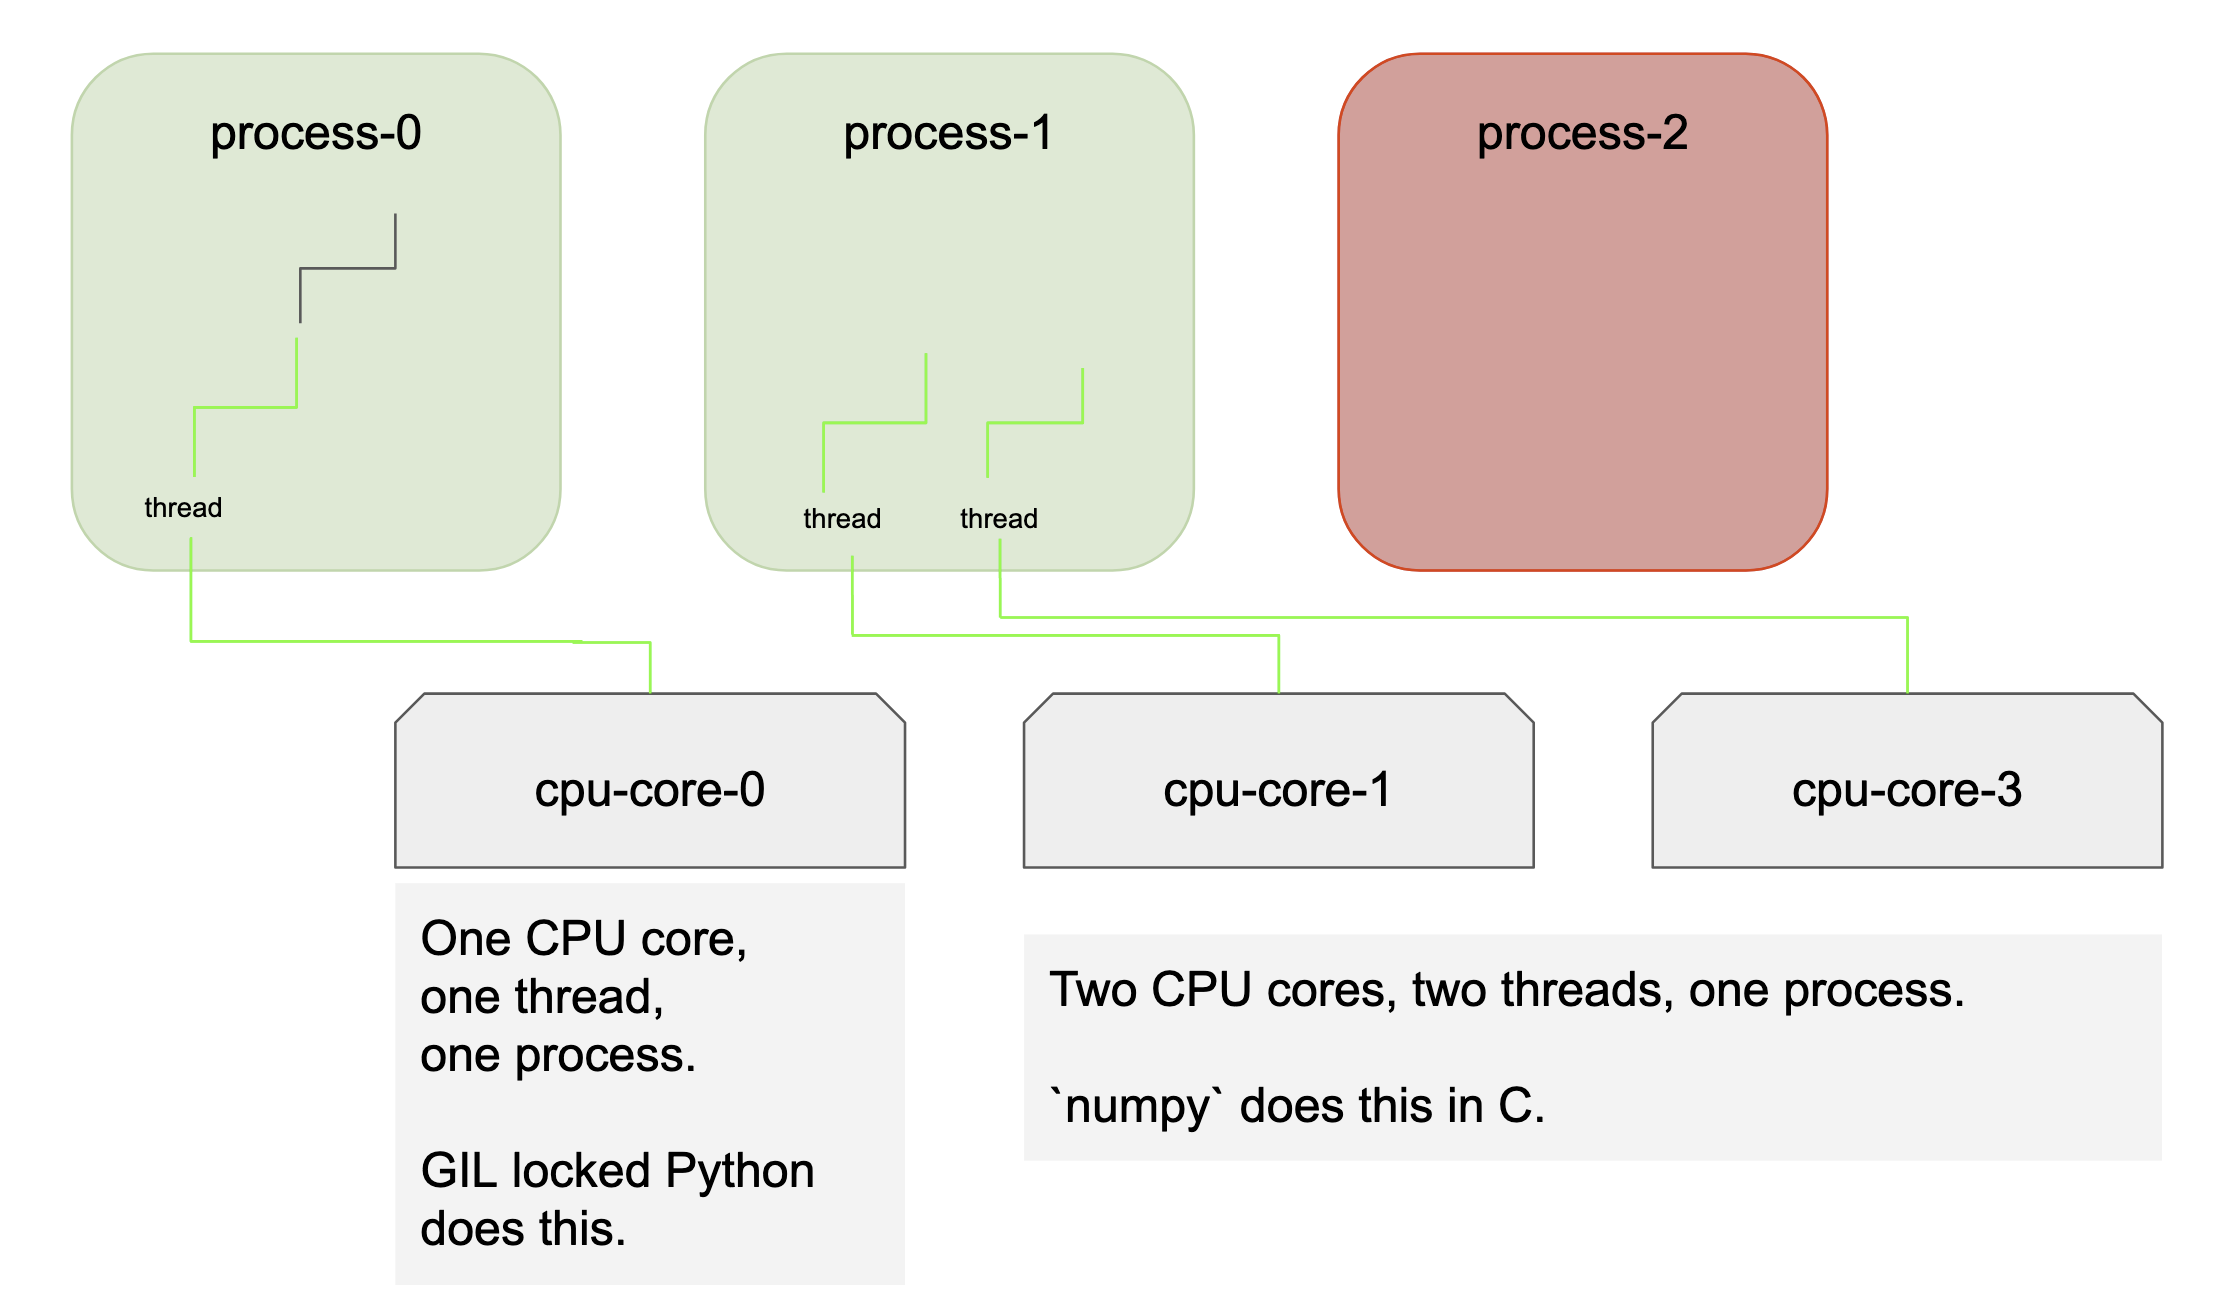 process-0
process-1
process-2
thread
thread
thread
cpu-core-0
cpu-core-1
cpu-core-3
One CPU core,
one thread,
one process.
GIL locked Python
does this.
Two CPU cores, two threads, one process.
`numpy` does this in C.